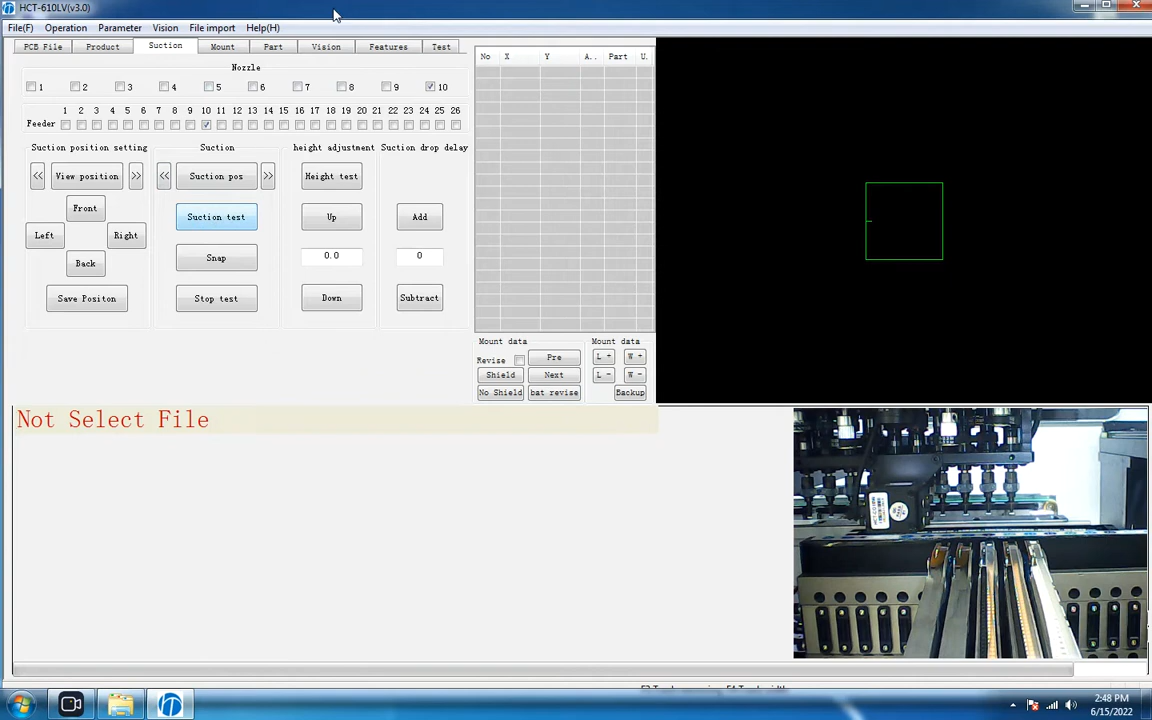 HCT-610LV(v3.0)
File(F) Operation Parameter Vision File import Help(H)
PCB File Product Suction Mount Part Vision Features Test
Nozzle
1 2 3 4 5 6 7 8 9 10
1 2 3 4 5 6 7 8 9 10 11 12 13 14 15 16 17 18 19 20 21 22 23 24 25 26
Feeder
Suction position setting Suction height adjustment Suction drop delay
<< View position >> << Suction pos >> Height test
Front
Suction test Up Add
Left Right
Back Snap 0.0 0
Save Positon Stop test Down Subtract
No X Y A.. Part U.
Mount data Mount data
Revise Pre L + W +
Shield Next L - W -
No Shield bat revise Backup
Not Select File
2:48 PM
6/15/2022